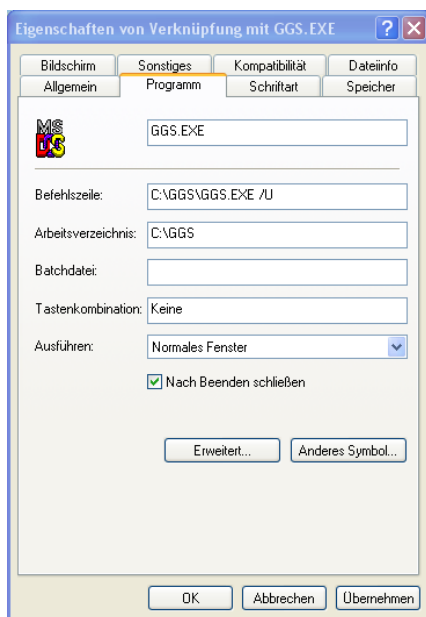 Eigenschaften von Verknüpfung mit GGS.EXE
Bildschirm Sonstiges Kompatibilität Dateiinfo
Allgemein Programm Schriftart Speicher
MS DOS GGS.EXE
Befehlszeile: C:\GGS\GGS.EXE /U
Arbeitsverzeichnis: C:\GGS
Batchdatei:
Tastenkombination: Keine
Ausführen: Normales Fenster
Nach Beenden schließen
Erweitert... Anderes Symbol...
OK Abbrechen Übernehmen